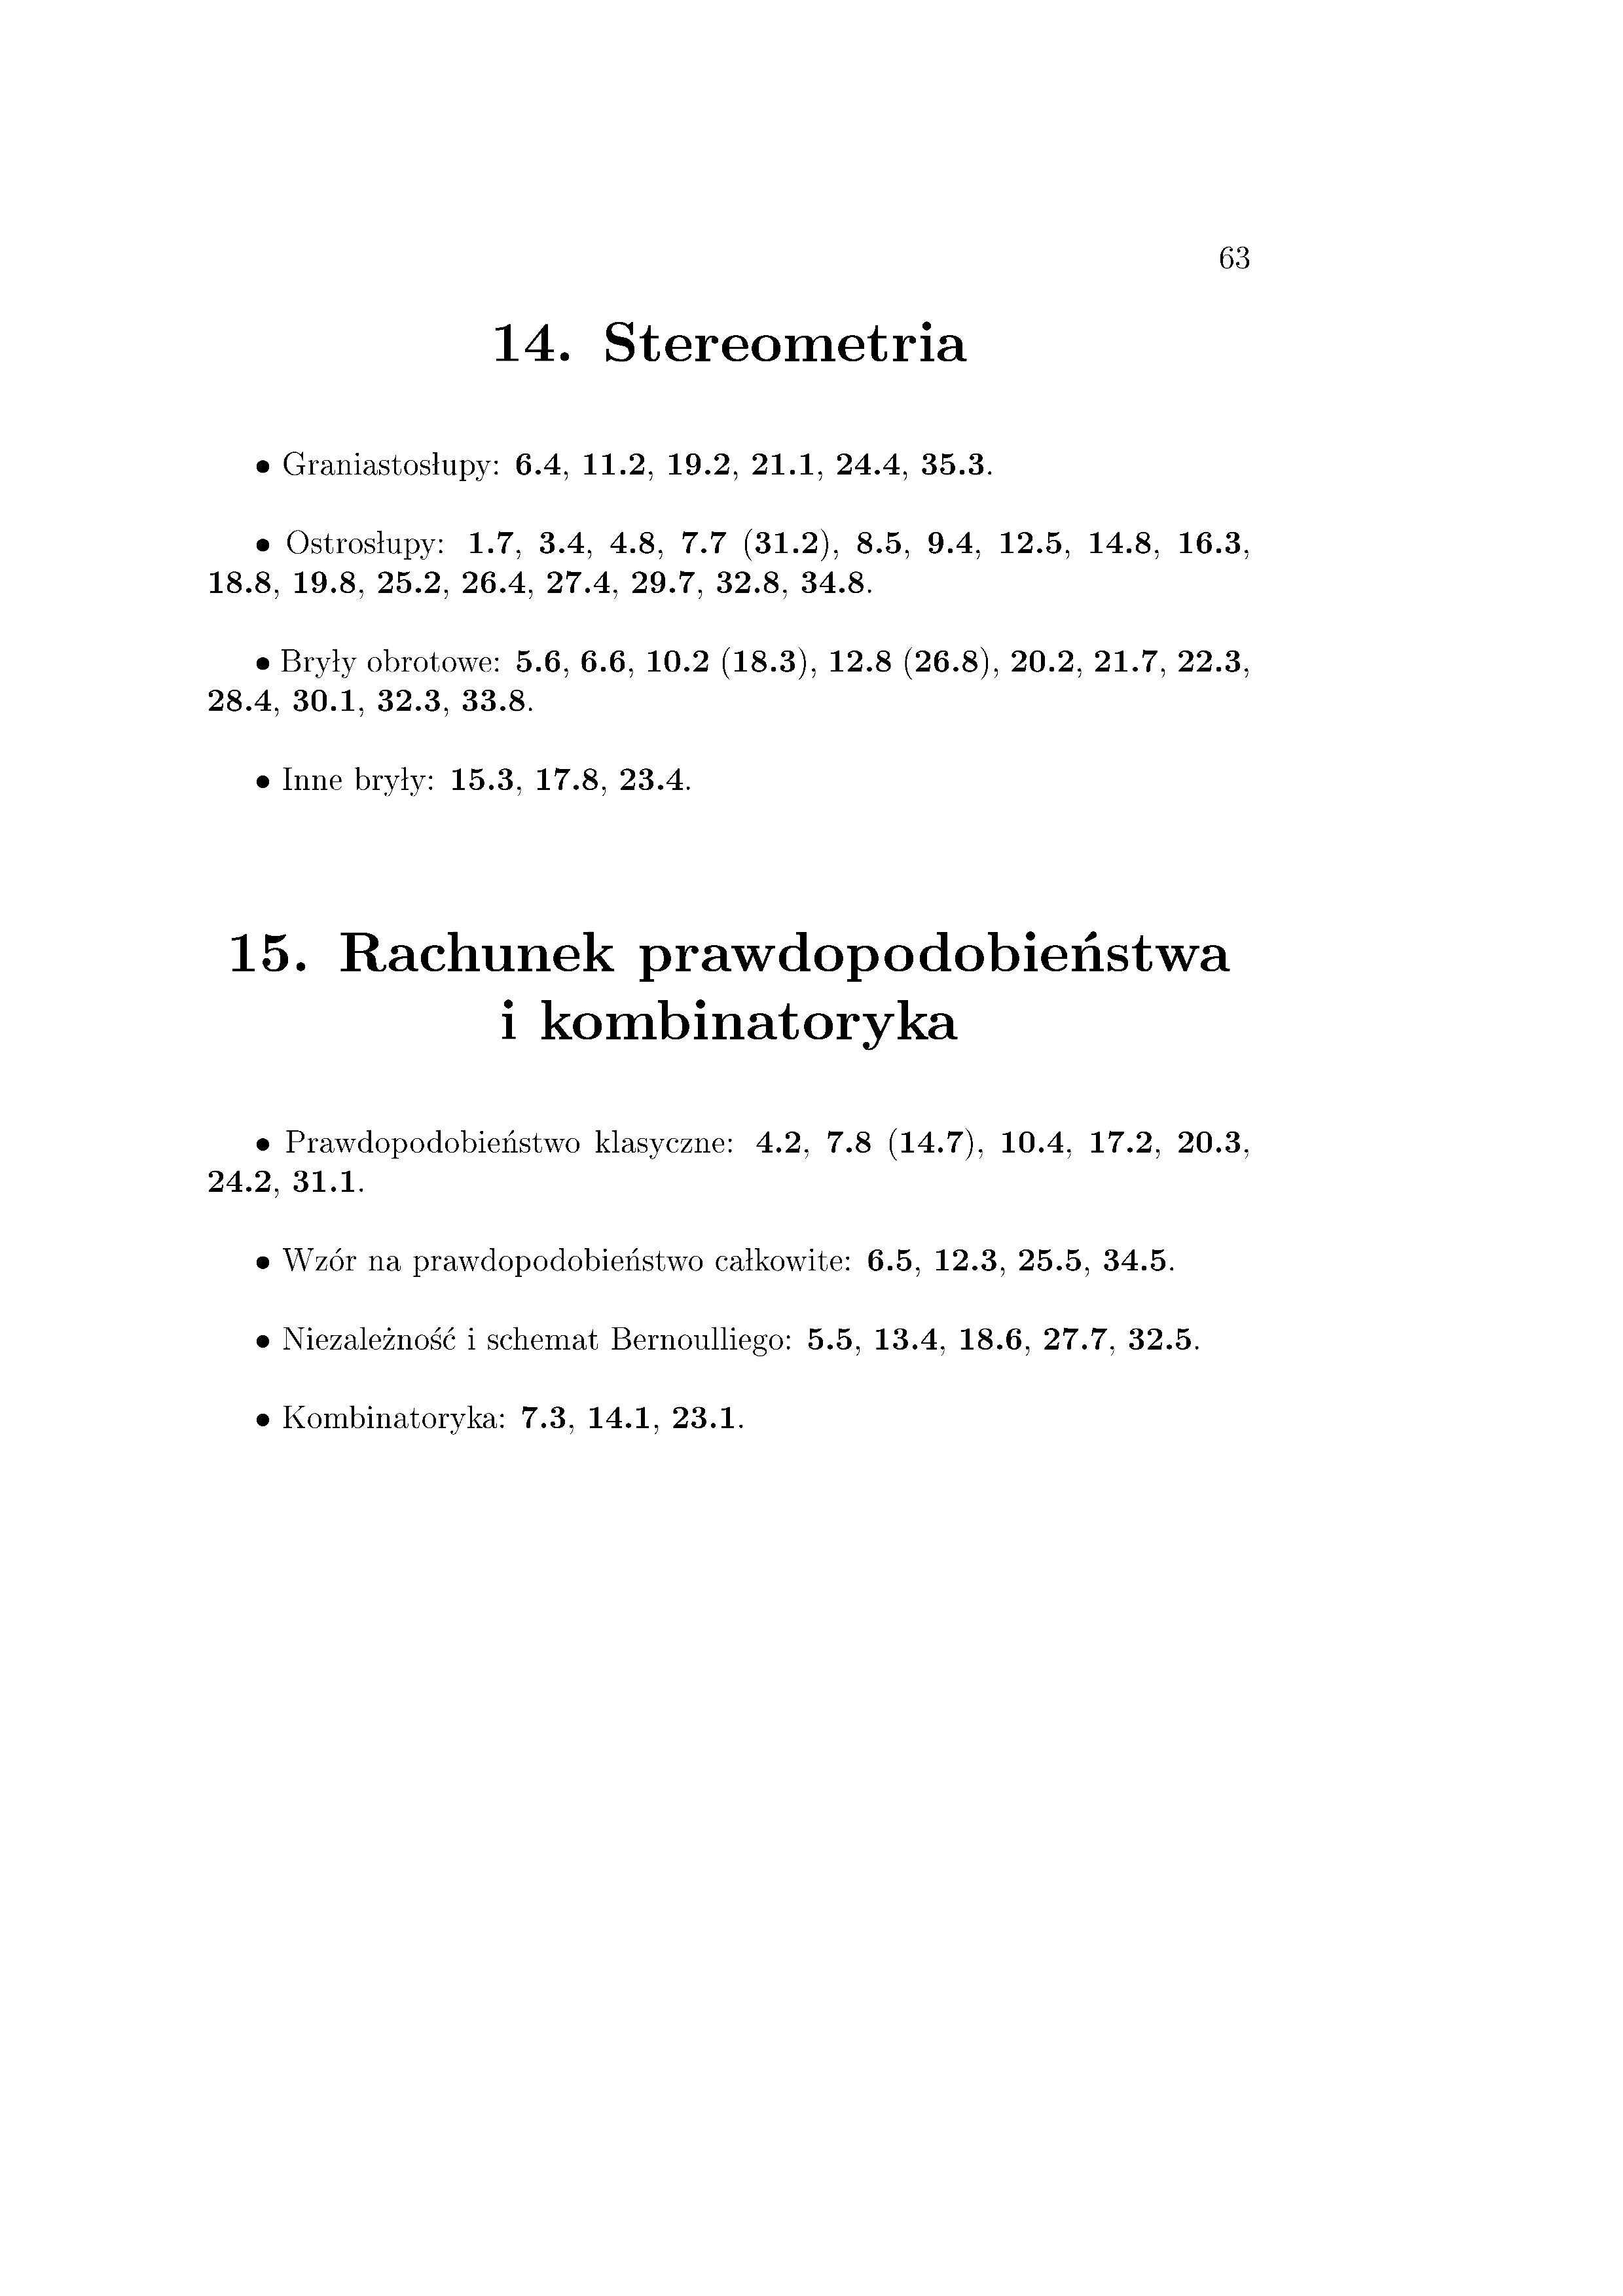 63
14. Stereometria
• Graniastosłupy: 6.4, 11.2, 19.2, 21.1, 24.4, 35.3.
• Ostrosłupy: 1.7, 3.4, 4.8, 7.7 (31.2), 8.5, 9.4, 12.5, 14.8, 16.3,
18.8, 19.8, 25.2, 26.4, 27.4, 29.7, 32.8, 34.8.
• Bryły obrotowe: 5.6, 6.6, 10.2 (18.3), 12.8 (26.8), 20.2, 21.7, 22.3,
28.4, 30.1, 32.3, 33.8.
• Inne bryły: 15.3, 17.8, 23.4.
15. Rachunek prawdopodobieństwa
i kombinatoryka
• Prawdopodobieństwo klasyczne: 4.2, 7.8 (14.7), 10.4, 17.2, 20.3,
24.2, 31.1.
• Wzór na prawdopodobieństwo całkowite: 6.5, 12.3, 25.5, 34.5.
• Niezależność i schemat Bernoulliego: 5.5, 13.4, 18.6, 27.7, 32.5.
• Kombinatoryka: 7.3, 14.1, 23.1.